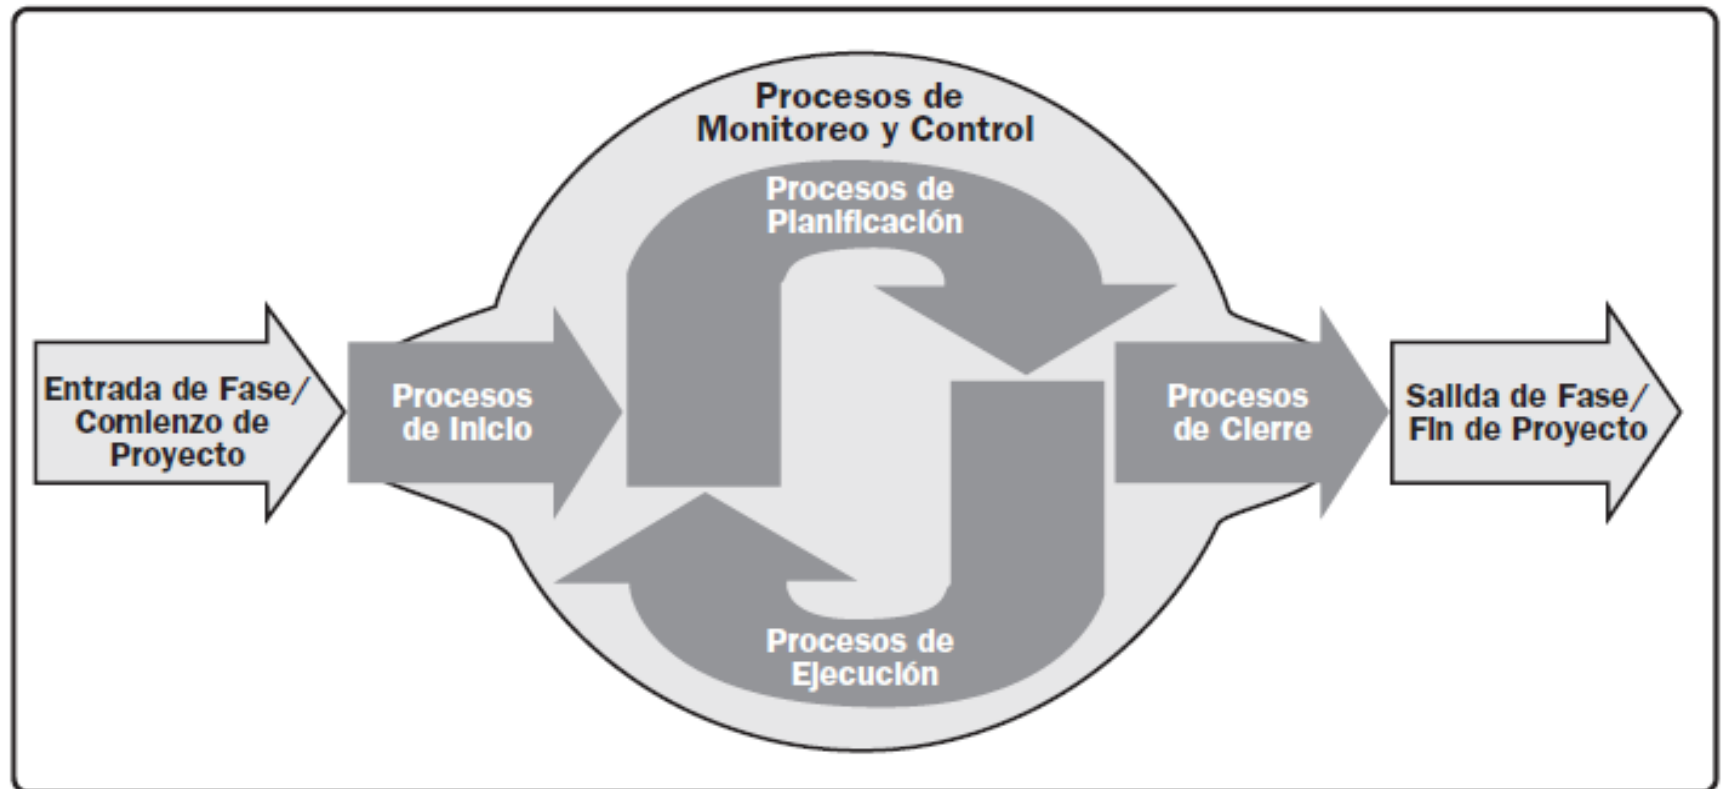 Procesos de
Monitoreo y Control
Procesos de
Planificación
Entrada de Fase/
Comienzo de
Proyecto
Procesos
de Inicio
Procesos
de Cierre
Salida de Fase/
Fin de Proyecto
Procesos de
Ejecución